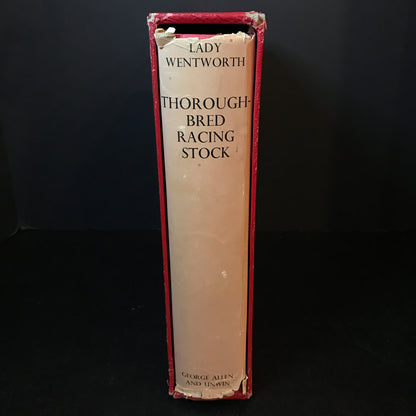 LADY
WENTWORTH
THOROUGH-
BRED
RACING
STOCK
GEORGE ALLEN
AND UNWIN